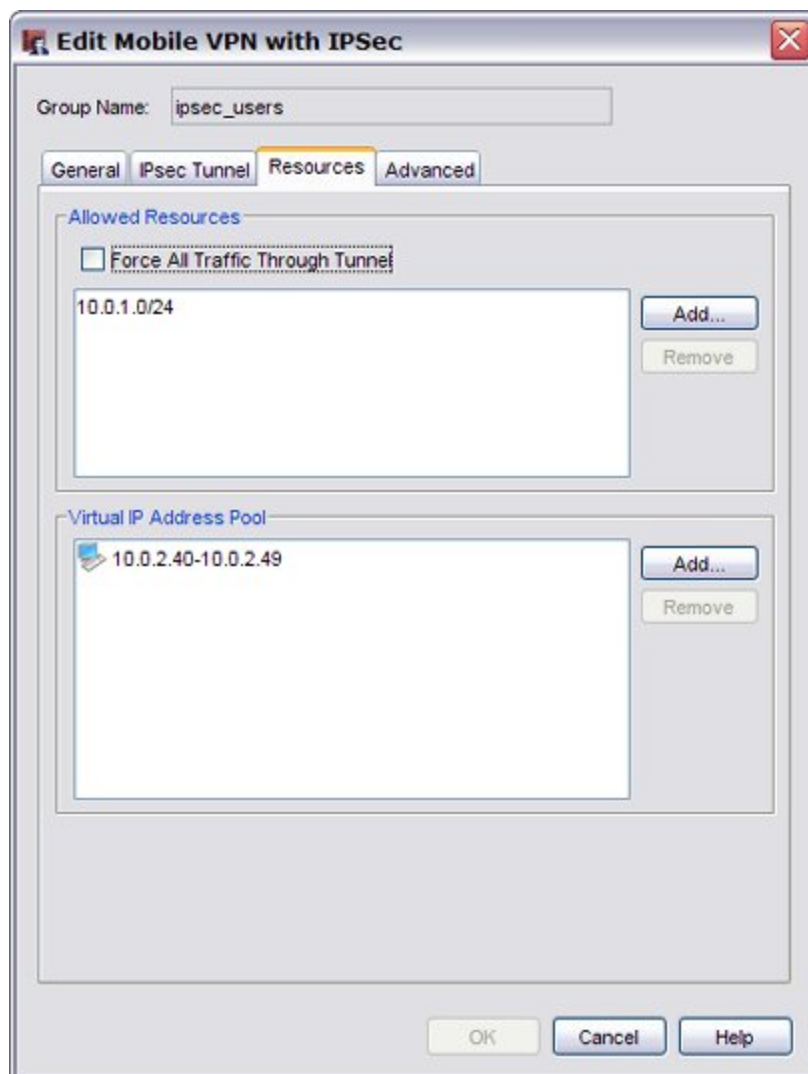 Edit Mobile VPN with IPSec
Group Name: ipsec_users
General IPsec Tunnel Resources Advanced
Allowed Resources
Force All Traffic Through Tunnel
10.0.1.0/24
Add...
Remove
Virtual IP Address Pool
10.0.2.40-10.0.2.49
Add...
Remove
OK Cancel Help